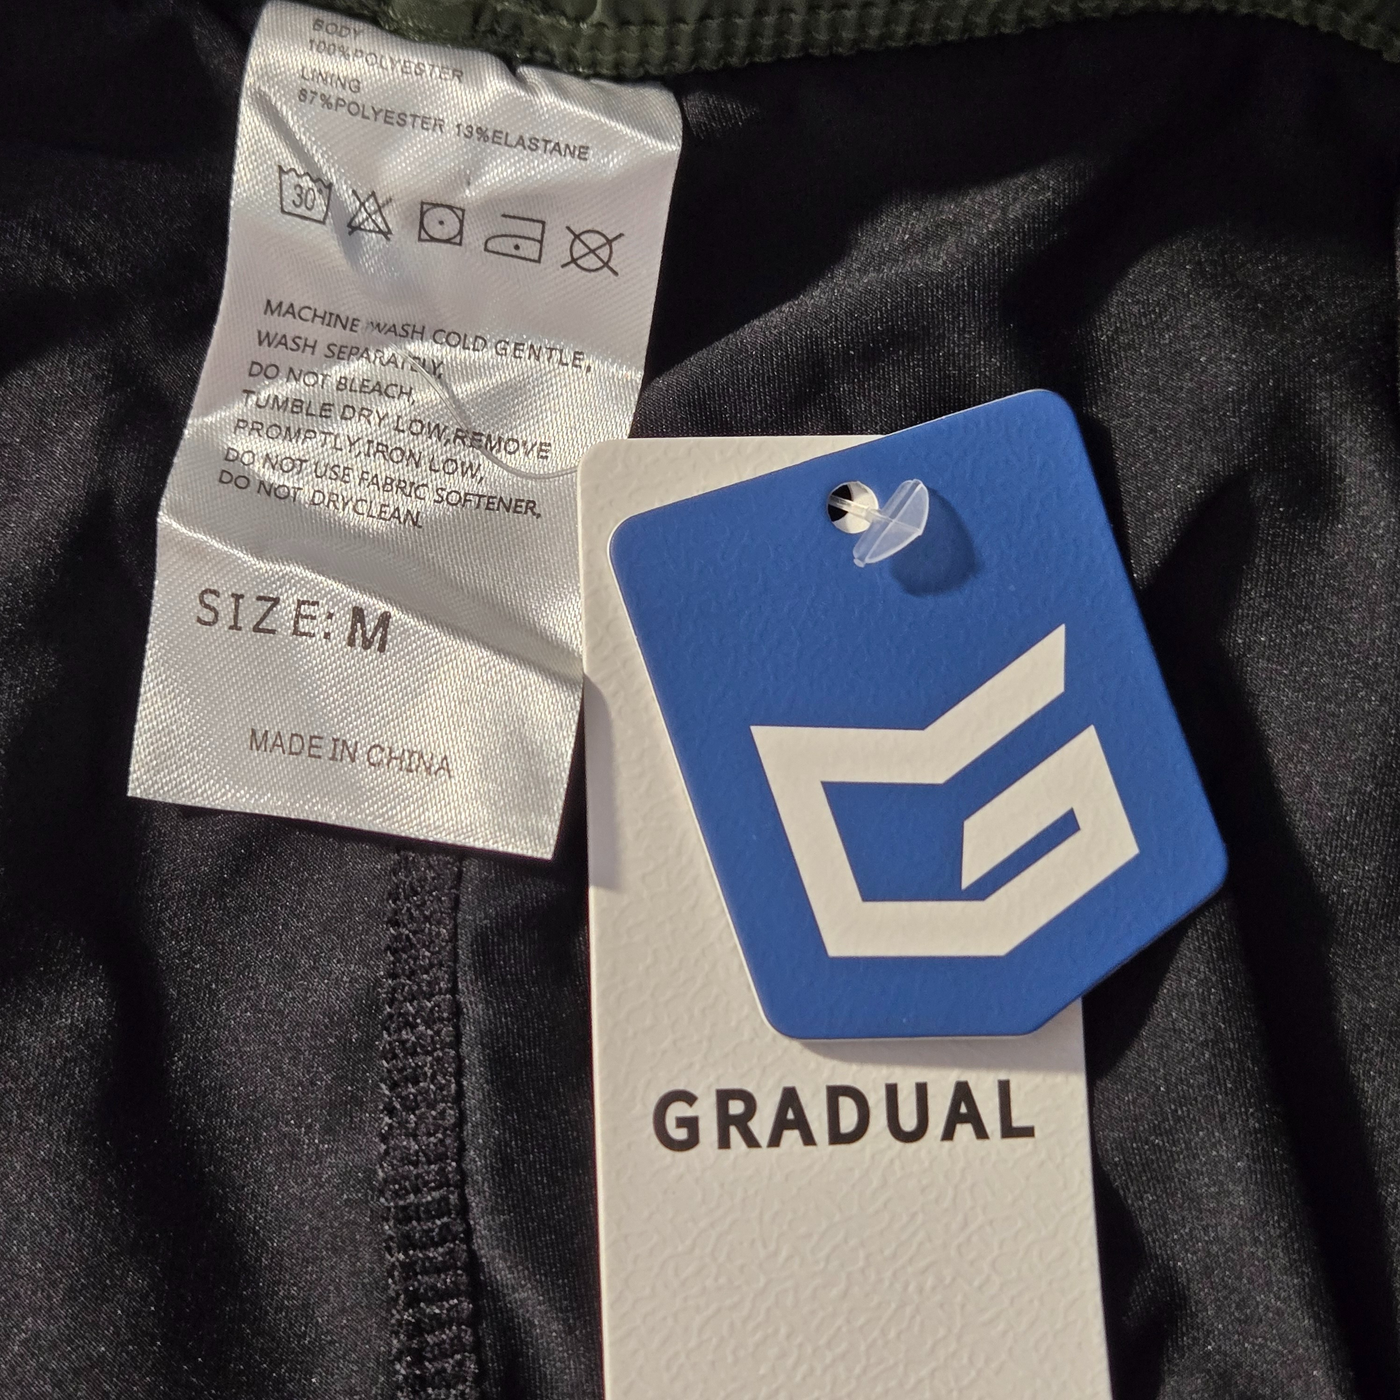 BODY
100%POLYESTER
LINING
87%POLYESTER 13%ELASTANE
30
MACHINE WASH COLD GENTLE,
WASH SEPARATELY,
DO NOT BLEACH,
TUMBLE DRY LOW,REMOVE
PROMPTLY,IRON LOW,
DO NOT USE FABRIC SOFTENER,
DO NOT DRYCLEAN.
SIZE: M
MADE IN CHINA
GRADUAL